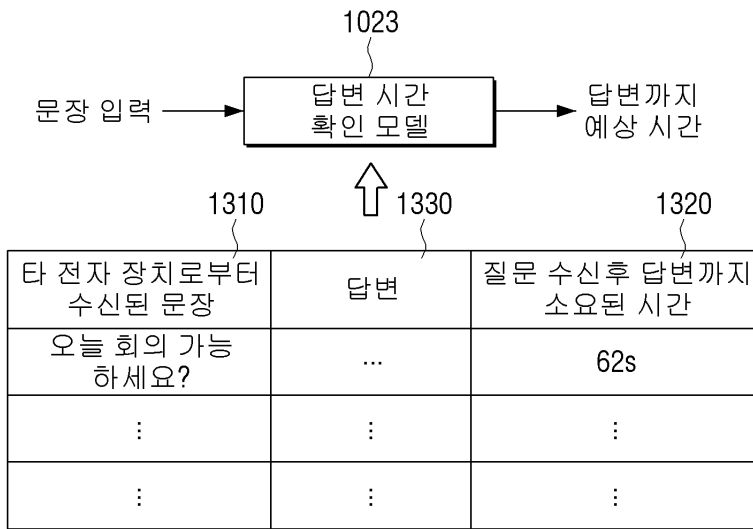 1023
문장 입력
답변 시간
확인 모델
답변까지
예상 시간
1310
1330
1320
타 전자 장치로부터
수신된 문장
답변
질문 수신후 답변까지
소요된 시간
오늘 회의 가능
하세요?
...
62s
⋮
⋮
⋮
⋮
⋮
⋮